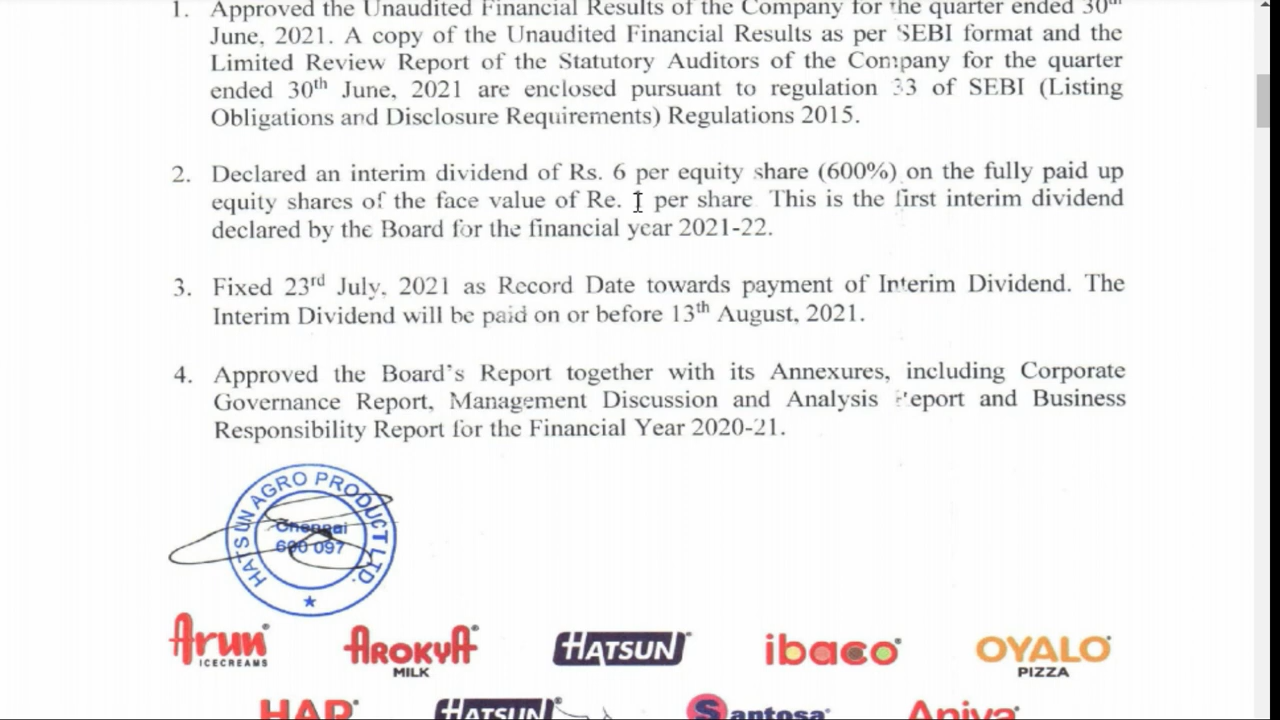 1. Approved the Unaudited Financial Results of the Company for the quarter ended 30th
June, 2021. A copy of the Unaudited Financial Results as per SEBI format and the
Limited Review Report of the Statutory Auditors of the Company for the quarter
ended 30th June, 2021 are enclosed pursuant to regulation 33 of SEBI (Listing
Obligations and Disclosure Requirements) Regulations 2015.
2. Declared an interim dividend of Rs. 6 per equity share (600%) on the fully paid up
equity shares of the face value of Re. 1 per share This is the first interim dividend
declared by the Board for the financial year 2021-22.
3. Fixed 23rd July, 2021 as Record Date towards payment of Interim Dividend. The
Interim Dividend will be paid on or before 13th August, 2021.
4. Approved the Board's Report together with its Annexures, including Corporate
Governance Report, Management Discussion and Analysis Report and Business
Responsibility Report for the Financial Year 2020-21.
HATSUN AGRO PRODUCT LTD.
Chennai
600 097
Arun ICECREAMS
AROKYA MILK
HATSUN
ibaco
OYALO PIZZA
HAP
HATSUN
Santosa
Aniva